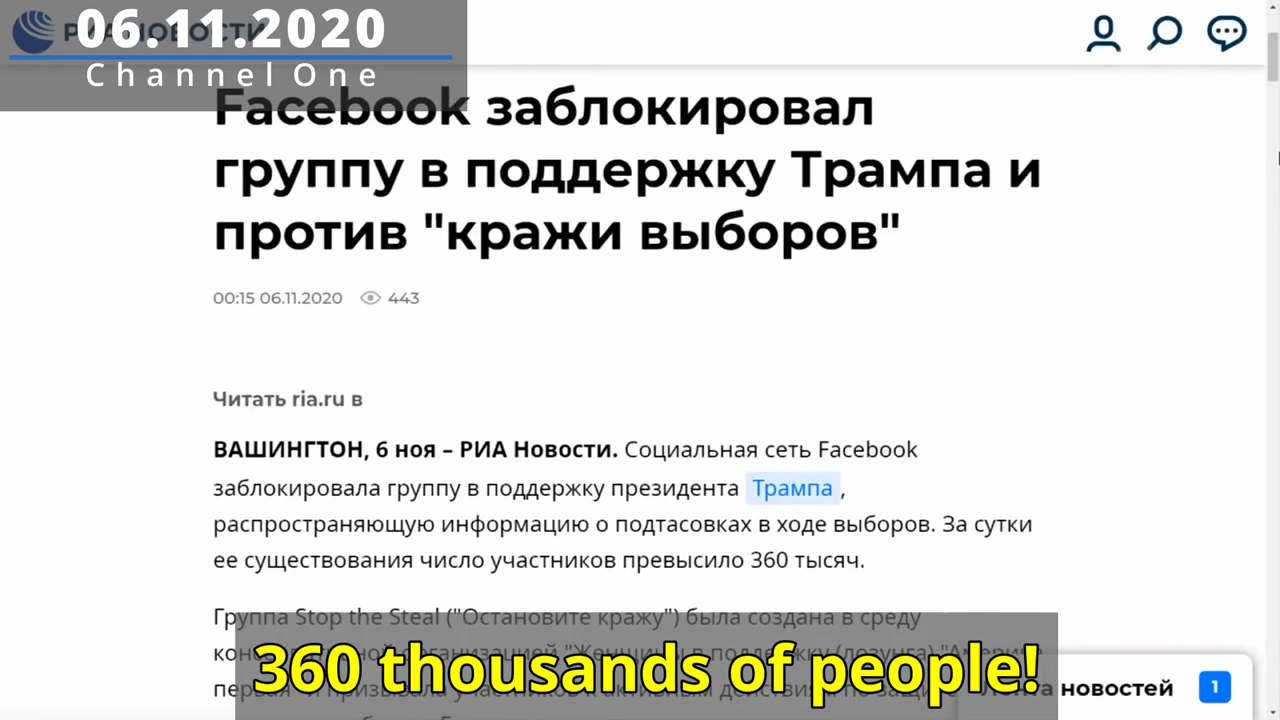 РИА НОВОСТИ
06.11.2020
Channel One
Facebook заблокировал
группу в поддержку Трампа и
против "кражи выборов"
00:15 06.11.2020 443
Читать ria.ru в
ВАШИНГТОН, 6 ноя – РИА Новости. Социальная сеть Facebook
заблокировала группу в поддержку президента Трампа,
распространяющую информацию о подтасовках в ходе выборов. За сутки
ее существования число участников превысило 360 тысяч.
Группа Stop the Steal ("Остановите кражу") была создана в среду
360 thousands of people!
новостей 1